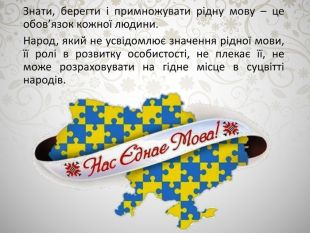 Знати, берегти і примножувати рідну мову – це
обов'язок кожної людини.
Народ, який не усвідомлює значення рідної мови,
її ролі в розвитку особистості, не плекає її, не
може розраховувати на гідне місце в суцвітті
народів.
Нас Єднає Мова!